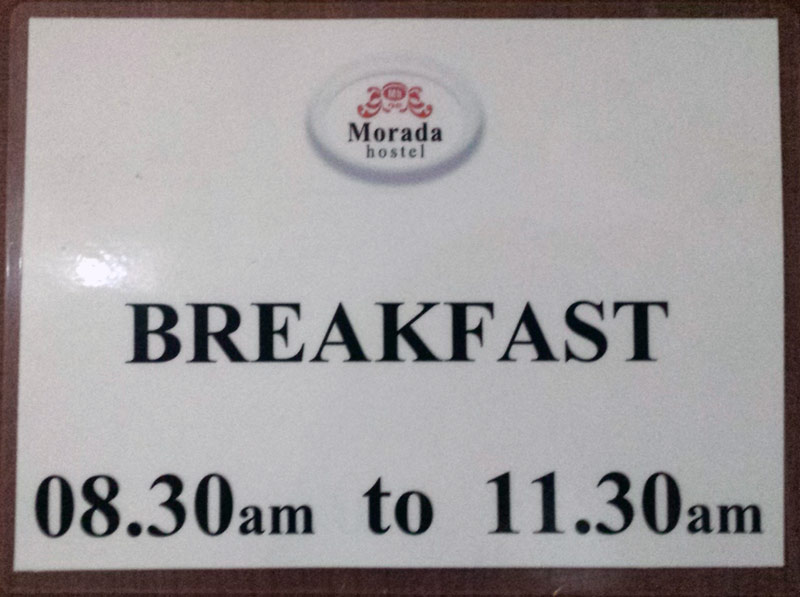 Morada
hostel
BREAKFAST
08.30am to 11.30am